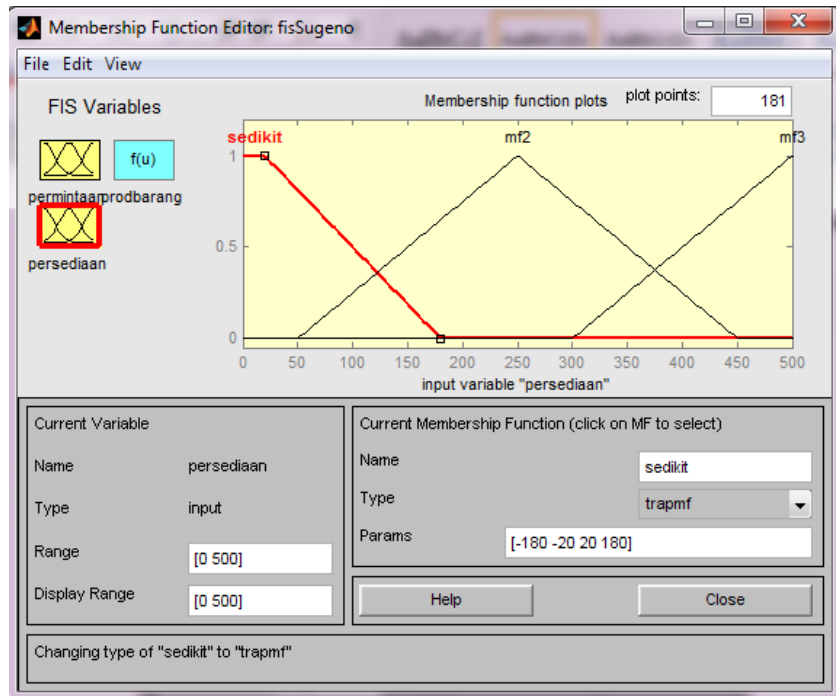 Membership Function Editor: fisSugeno
File Edit View
FIS Variables
Membership function plots plot points: 181
f(u)
permintaan prodbarang
persediaan
sedikit mf2 mf3
1
0.5
0
0 50 100 150 200 250 300 350 400 450 500
input variable "persediaan"
Current Variable
Name persediaan
Type input
Range [0 500]
Display Range [0 500]
Current Membership Function (click on MF to select)
Name sedikit
Type trapmf
Params [-180 -20 20 180]
Help Close
Changing type of "sedikit" to "trapmf"